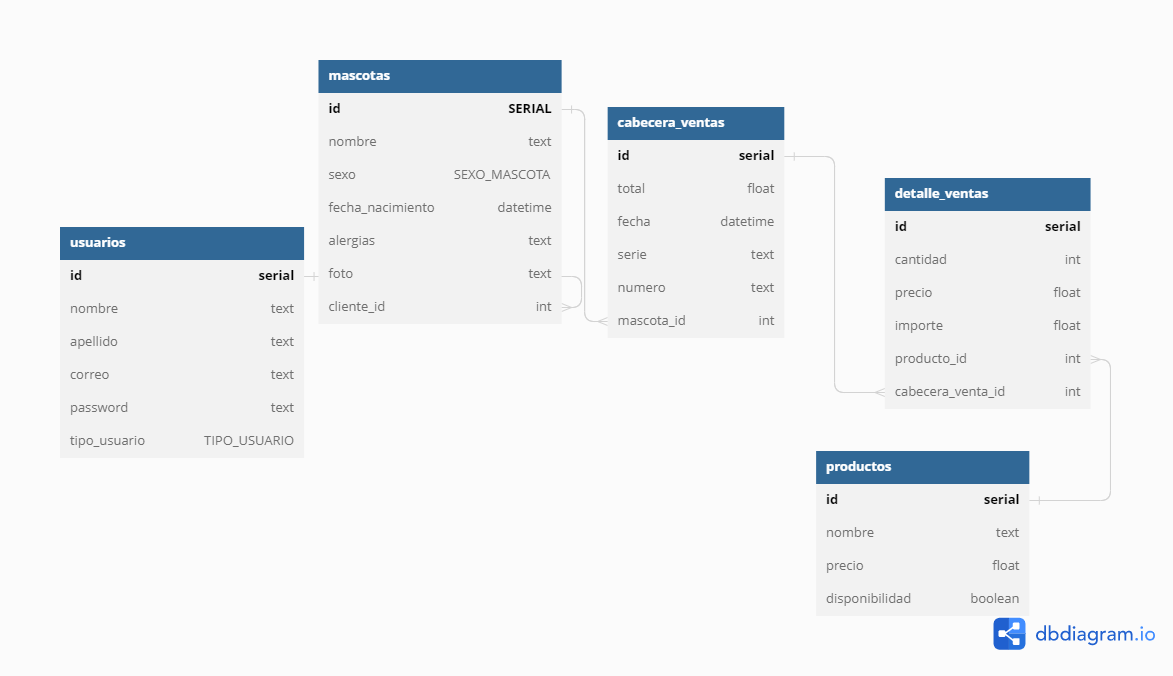 mascotas
id SERIAL
nombre text
sexo SEXO_MASCOTA
fecha_nacimiento datetime
alergias text
foto text
cliente_id int
usuarios
id serial
nombre text
apellido text
correo text
password text
tipo_usuario TIPO_USUARIO
cabecera_ventas
id serial
total float
fecha datetime
serie text
numero text
mascota_id int
detalle_ventas
id serial
cantidad int
precio float
importe float
producto_id int
cabecera_venta_id int
productos
id serial
nombre text
precio float
disponibilidad boolean
dbdiagram.io